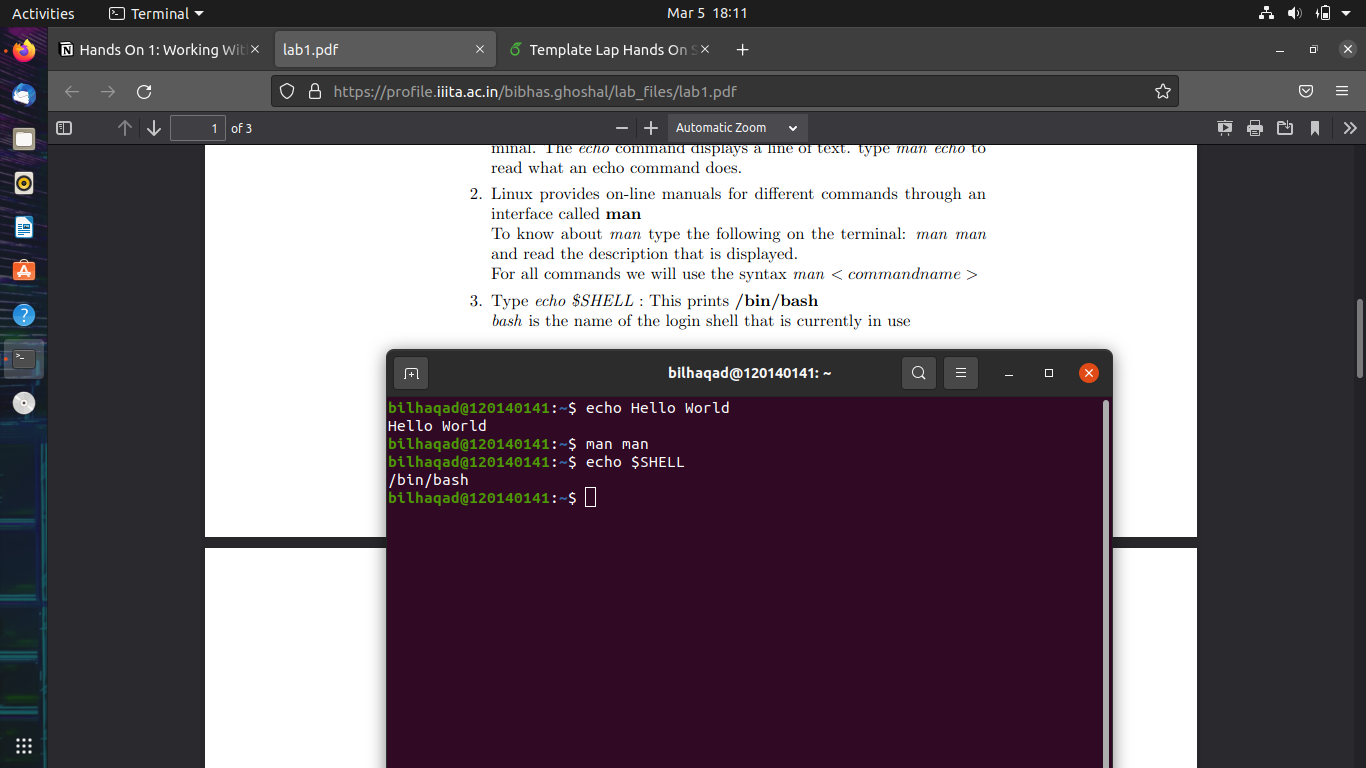 Activities
Terminal
Mar 5 18:11
Hands On 1: Working Wit
lab1.pdf
Template Lap Hands On S
https://profile.iiita.ac.in/bibhas.ghoshal/lab_files/lab1.pdf
1
of 3
Automatic Zoom
minal. The echo command displays a line of text. type man echo to
read what an echo command does.
2. Linux provides on-line manuals for different commands through an
interface called man
To know about man type the following on the terminal: man man
and read the description that is displayed.
For all commands we will use the syntax man < commandname >
3. Type echo $SHELL : This prints /bin/bash
bash is the name of the login shell that is currently in use
bilhaqad@120140141: ~
bilhaqad@120140141:~$ echo Hello World
Hello World
bilhaqad@120140141:~$ man man
bilhaqad@120140141:~$ echo $SHELL
/bin/bash
bilhaqad@120140141:~$